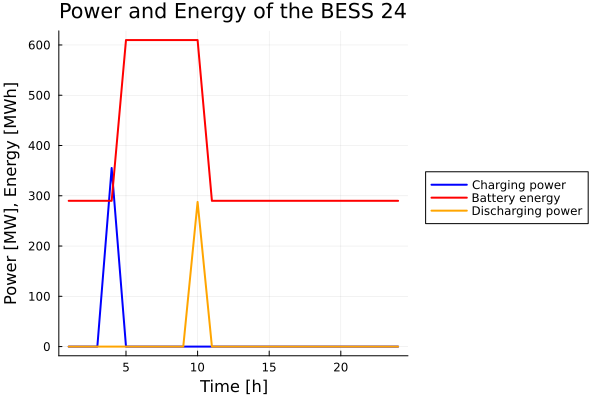 Power and Energy of the BESS 24
Power [MW], Energy [MWh]
600
500
400
300
200
100
0
5
10
15
20
Time [h]
Charging power
Battery energy
Discharging power